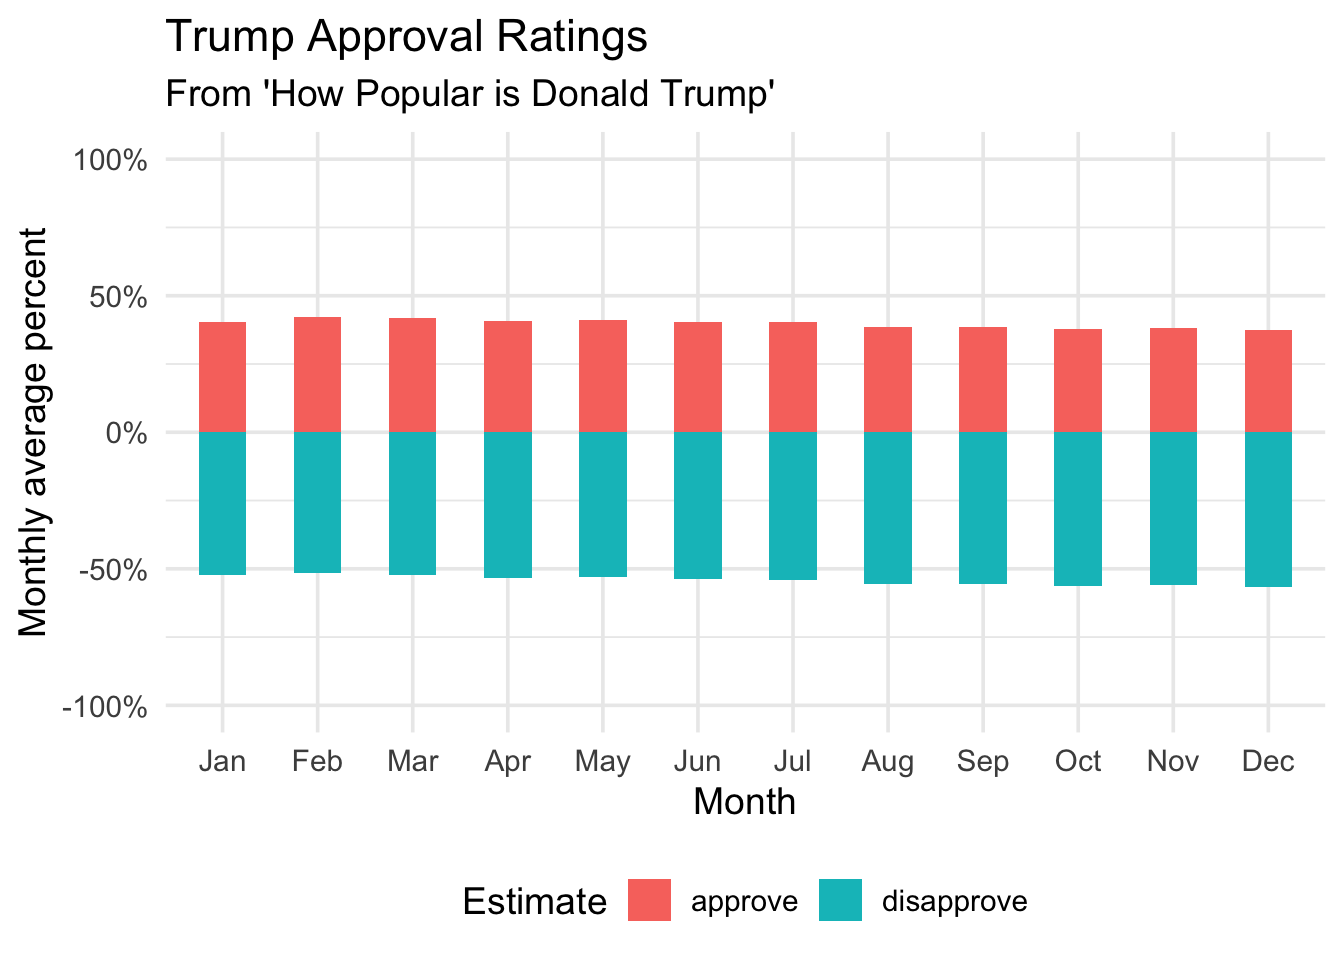 Trump Approval Ratings
From 'How Popular is Donald Trump'
Monthly average percent
100%
50%
0%
-50%
-100%
Jan Feb Mar Apr May Jun Jul Aug Sep Oct Nov Dec
Month
Estimate approve disapprove